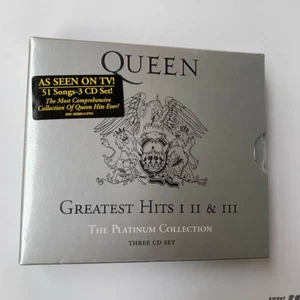 QUEEN
AS SEEN ON TV!
51 Songs-3 CD Set!
The Most Comprehensive
Collection Of Queen Hits Ever!
GREATEST HITS I II & III
THE PLATINUM COLLECTION
THREE CD SET